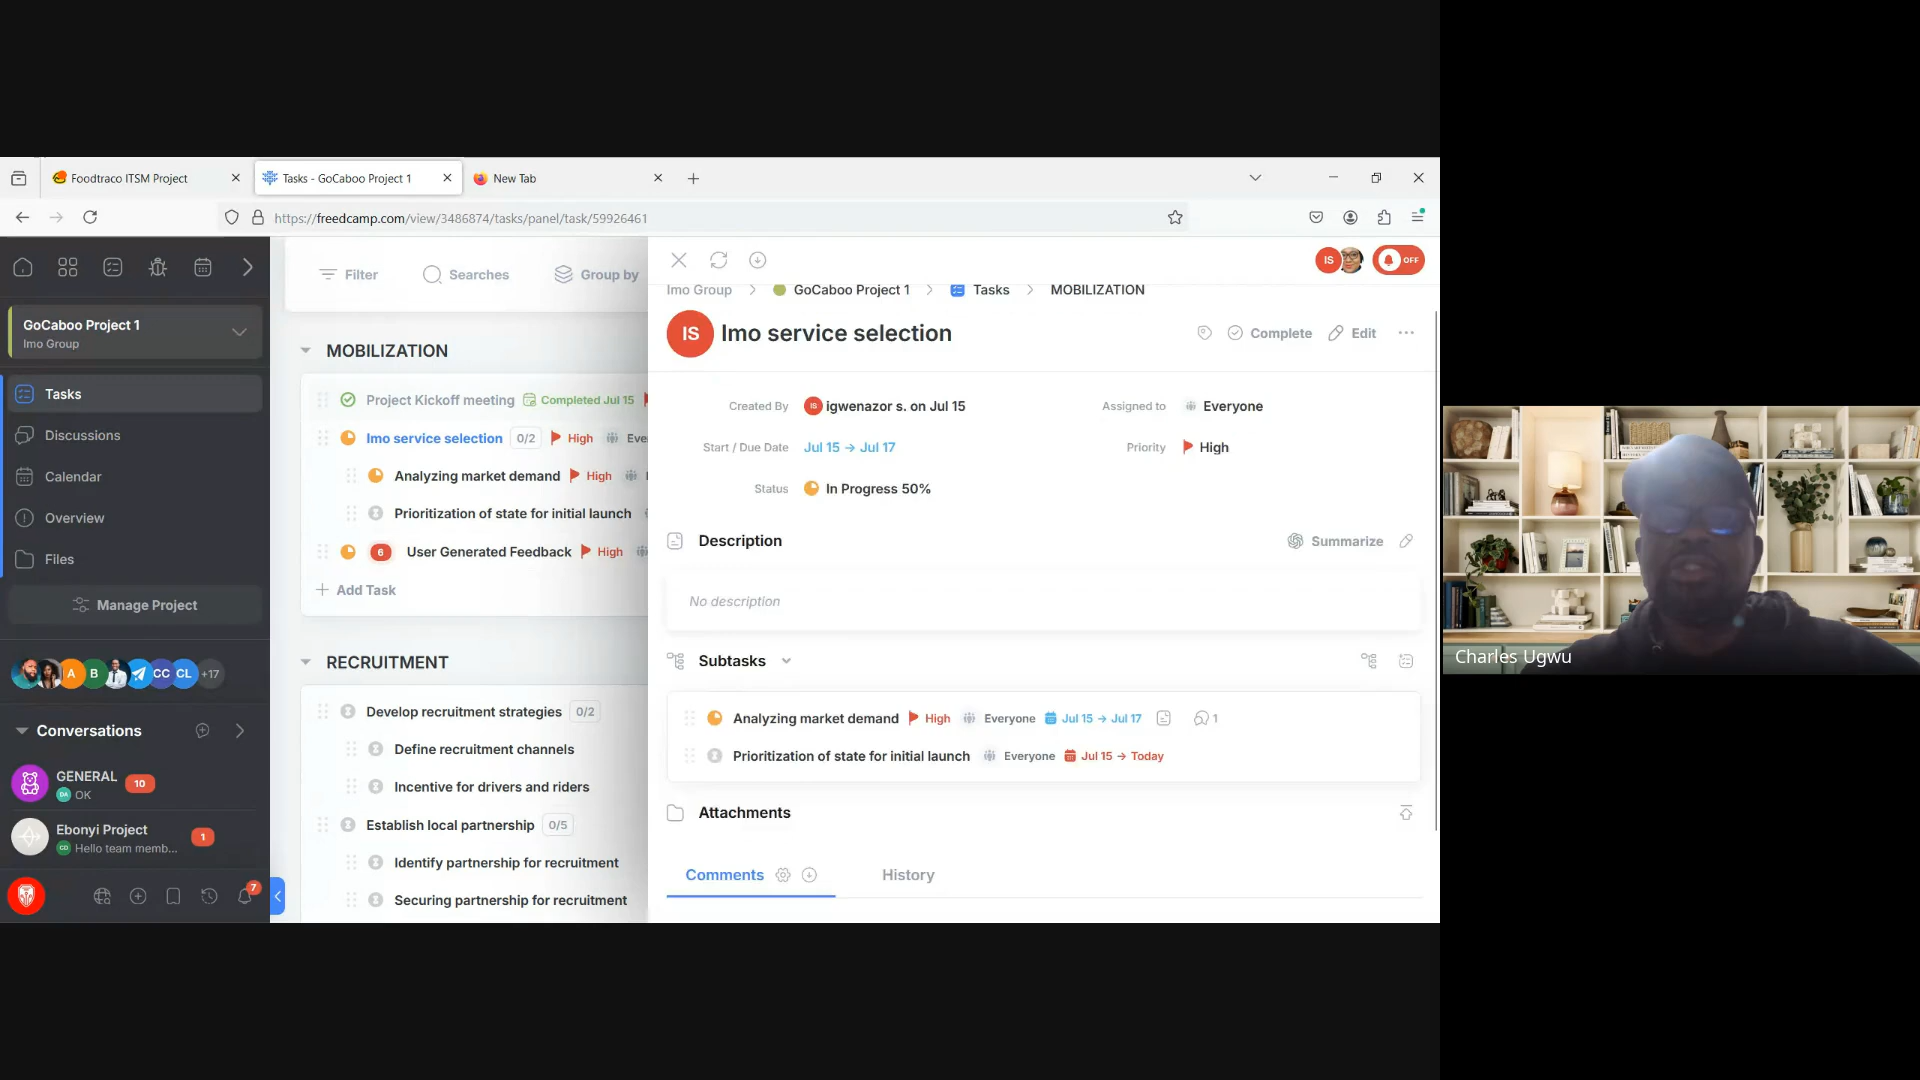 Foodtraco ITSM Project
Tasks - GoCaboo Project 1
New Tab
https://freedcamp.com/view/3486874/tasks/panel/task/59926461
GoCaboo Project 1
Imo Group
Tasks
Discussions
Calendar
Overview
Files
Manage Project
A
B
CC
CL
+17
Conversations
GENERAL
10
DA
OK
Ebonyi Project
1
Hello team memb...
7
Filter
Searches
Group by
MOBILIZATION
Project Kickoff meeting Completed Jul 15
Imo service selection 0/2 High Eve
Analyzing market demand High
Prioritization of state for initial launch
6 User Generated Feedback High
Add Task
RECRUITMENT
Develop recruitment strategies 0/2
Define recruitment channels
Incentive for drivers and riders
Establish local partnership 0/5
Identify partnership for recruitment
Securing partnership for recruitment
IS
OFF
Imo Group GoCaboo Project 1 Tasks MOBILIZATION
IS Imo service selection
Complete Edit
Created By IS igwenazor s. on Jul 15
Assigned to Everyone
Start / Due Date Jul 15 → Jul 17
Priority High
Status In Progress 50%
Description
Summarize
No description
Subtasks
Analyzing market demand High Everyone Jul 15 → Jul 17 1
Prioritization of state for initial launch Everyone Jul 15 → Today
Attachments
Comments
History
Charles Ugwu